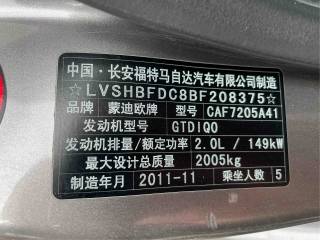 中国·长安福特马自达汽车有限公司制造
☆LVSHBFDC8BF208375☆
品牌 蒙迪欧牌 CAF7205A41
发动机型号 GTDIQ0
发动机排量/额定功率 2.0L / 149kW
最大设计总质量 2005kg
制造年月 2011-11 乘坐人数 5